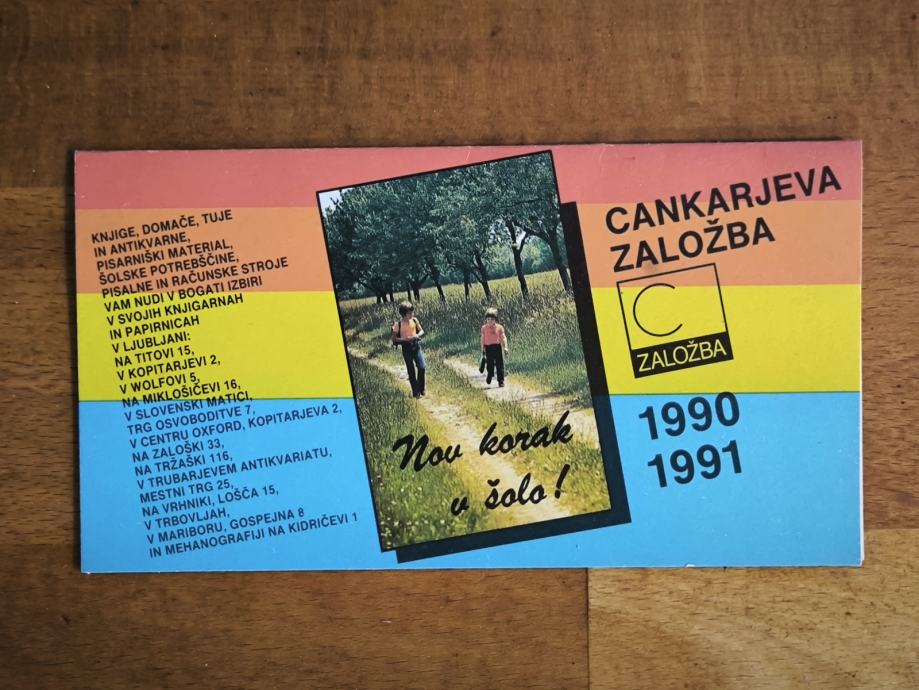 KNJIGE, DOMAČE, TUJE
IN ANTIKVARNE,
PISARNIŠKI MATERIAL,
ŠOLSKE POTREBŠČINE,
PISALNE IN RAČUNSKE STROJE
VAM NUDI V BOGATI IZBIRI
V SVOJIH KNJIGARNAH
IN PAPIRNICAH
V LJUBLJANI:
NA TITOVI 15,
V KOPITARJEVI 2,
V WOLFOVI 5,
NA MIKLOŠIČEVI 16,
V SLOVENSKI MATICI,
TRG OSVOBODITVE 7,
V CENTRU OXFORD, KOPITARJEVA 2,
NA ZALOŠKI 33,
NA TRŽAŠKI 116,
V TRUBARJEVEM ANTIKVARIATU,
MESTNI TRG 25,
NA VRHNIKI, LOŠČA 15,
V TRBOVLJAH,
V MARIBORU, GOSPEJNA 8
IN MEHANOGRAFIJI NA KIDRIČEVI 1
Nov korak
v šolo!
CANKARJEVA
ZALOŽBA
C
ZALOŽBA
1990
1991